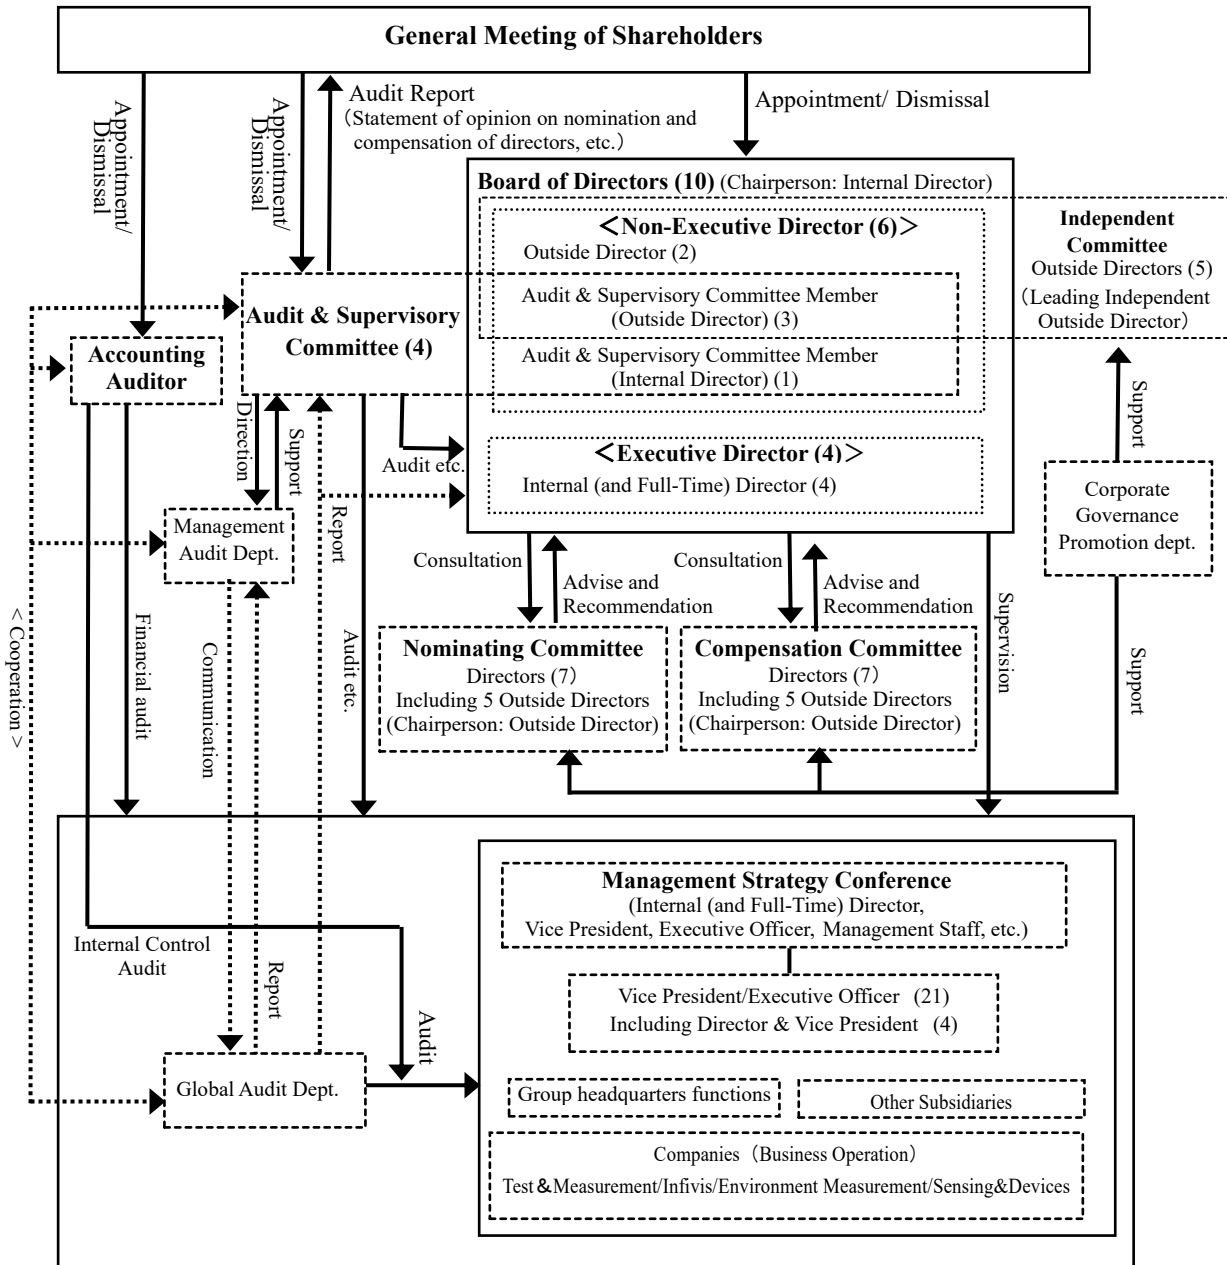 General Meeting of Shareholders
Appointment/
Dismissal
Appointment/
Dismissal
Audit Report
（Statement of opinion on nomination and
compensation of directors, etc.）
Appointment/ Dismissal
Board of Directors (10) (Chairperson: Internal Director)
＜Non-Executive Director (6)＞
Outside Director (2)
Audit & Supervisory Committee Member
(Outside Director) (3)
Audit & Supervisory Committee Member
(Internal Director) (1)
Independent
Committee
Outside Directors (5)
（Leading Independent
Outside Director）
Audit & Supervisory
Committee (4)
Accounting
Auditor
Direction
Support
Audit etc.
Report
＜Executive Director (4)＞
Internal (and Full-Time) Director (4)
Support
Corporate
Governance
Promotion dept.
Management
Audit Dept.
Consultation
Advise and
Recommendation
Consultation
Advise and
Recommendation
Supervision
Support
< Cooperation >
Financial audit
Communication
Audit etc.
Nominating Committee
Directors (7）
Including 5 Outside Directors
(Chairperson: Outside Director)
Compensation Committee
Directors (7）
Including 5 Outside Directors
(Chairperson: Outside Director)
Management Strategy Conference
(Internal (and Full-Time) Director,
Vice President, Executive Officer, Management Staff, etc.)
Internal Control
Audit
Report
Audit
Vice President/Executive Officer (21)
Including Director & Vice President (4)
Global Audit Dept.
Group headquarters functions
Other Subsidiaries
Companies（Business Operation）
Test＆Measurement/Infivis/Environment Measurement/Sensing&Devices